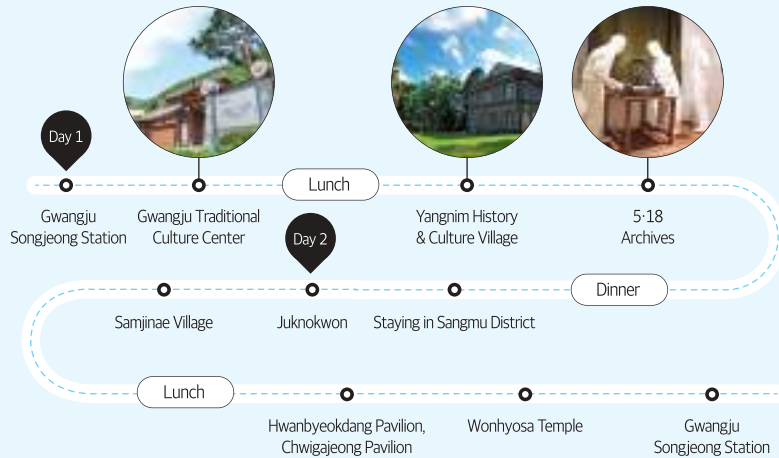 Day 1
Lunch
Gwangju
Songjeong Station
Gwangju Traditional
Culture Center
Yangnim History
& Culture Village
5·18
Archives
Day 2
Dinner
Samjinae Village
Juknokwon
Staying in Sangmu District
Lunch
Hwanbyeokdang Pavilion,
Chwigajeong Pavilion
Wonhyosa Temple
Gwangju
Songjeong Station